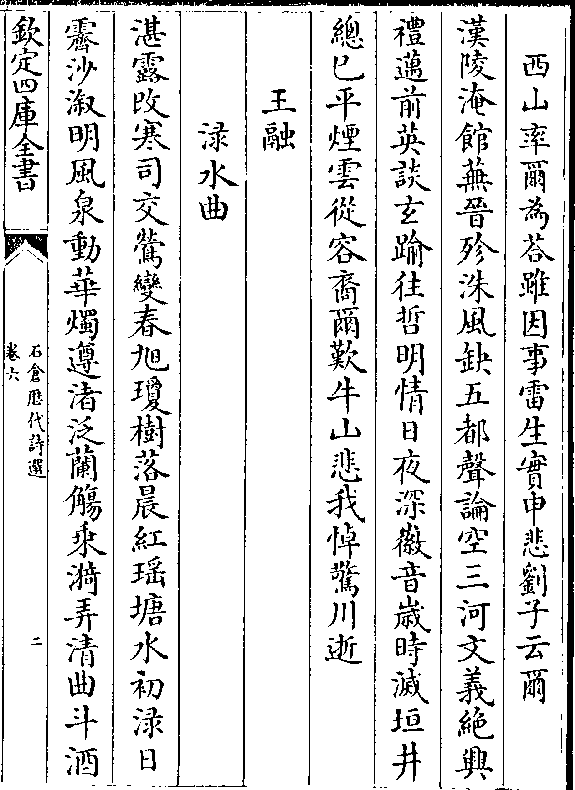 西山率爾為荅雖因事雷生實申悲劉子云爾
漢陵淹館蕪晉殄洙風缺五都聲論空三河文義絶興
禮邁前英談玄踰往哲明情日夜深徽音嵗時滅垣井
總已平煙雲從容裔爾歎牛山悲我悼驚川逝
王融
渌水曲
湛露改寒司交鶯變春旭瓊樹落晨紅瑶塘水初渌日
霽沙溆明風泉動華燭遵渚泛蘭觴乗漪弄清曲斗酒
欽定四庫全書
石倉歴代詩選
卷六
二